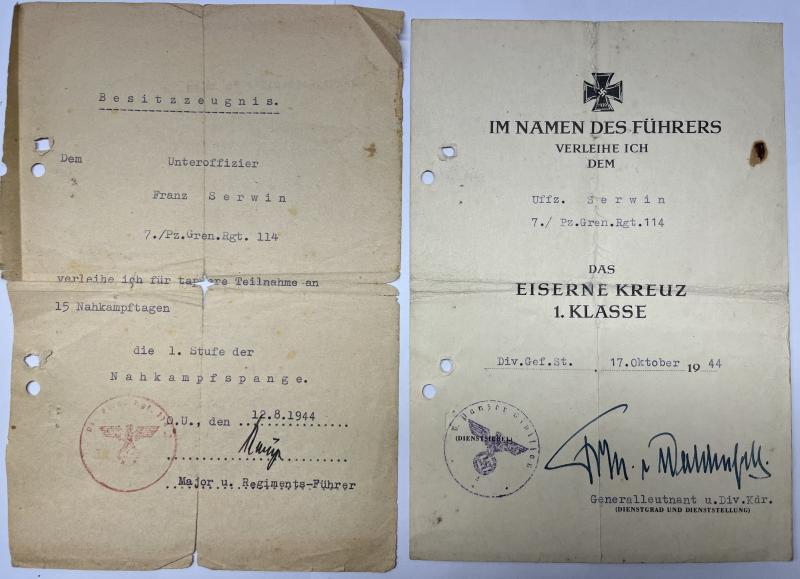 Besitzzeugnis.
Dem Unteroffizier
Franz Serwin
7./Pz.Gren.Rgt. 114
verleihe ich für tapfere Teilnahme an
15 Nahkampftagen
die 1. Stufe der
Nahkampfspange.
O.U., den 12.8.1944
Major u. Regiments-Führer
IM NAMEN DES FÜHRERS
VERLEIHE ICH
DEM
Uffz. Serwin
7./ Pz.Gren.Rgt.114
DAS
EISERNE KREUZ
1. KLASSE
Div.Gef.St. , 17.Oktober 19 44
(DIENSTSIEGEL)
Generalleutnant u.Div.Kdr.
(DIENSTGRAD UND DIENSTSTELLUNG)